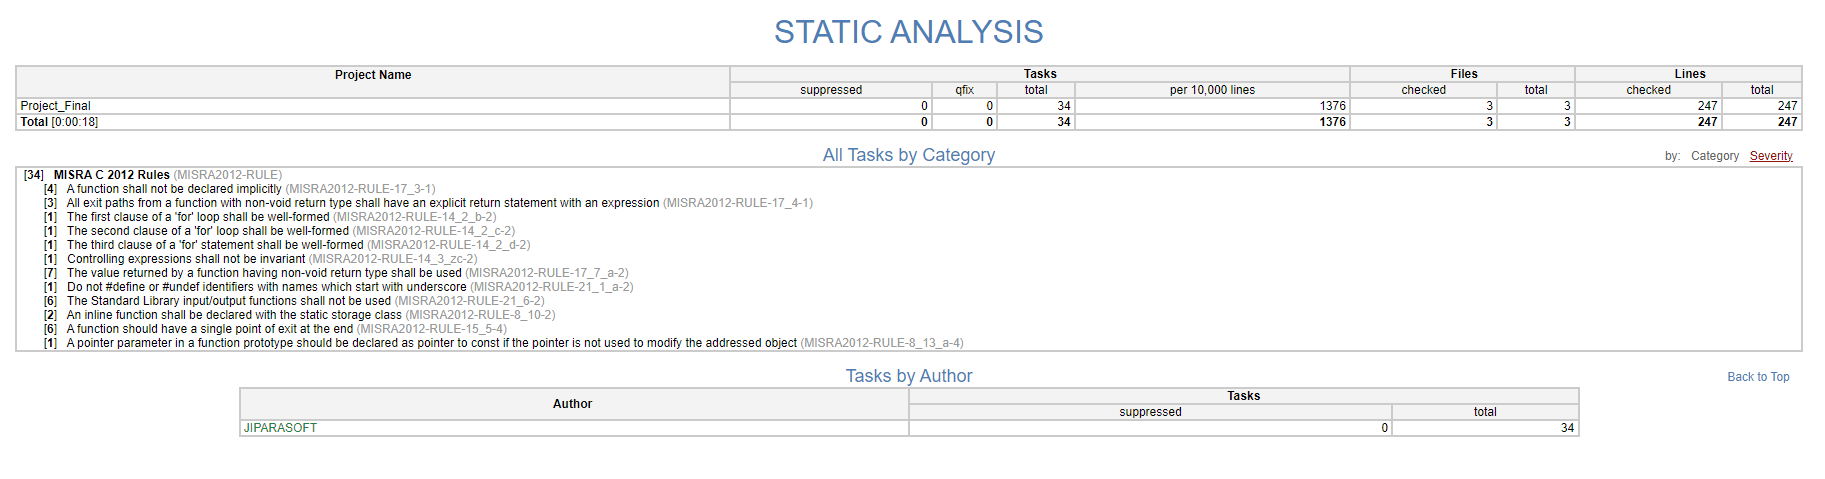 STATIC ANALYSIS
Project Name Tasks Files Lines
suppressed qfix total per 10,000 lines checked total checked total
Project_Final 0 0 34 1376 3 3 247 247
Total [0:00:18] 0 0 34 1376 3 3 247 247
All Tasks by Category by: Category Severity
[34] MISRA C 2012 Rules (MISRA2012-RULE)
[4] A function shall not be declared implicitly (MISRA2012-RULE-17_3-1)
[3] All exit paths from a function with non-void return type shall have an explicit return statement with an expression (MISRA2012-RULE-17_4-1)
[1] The first clause of a 'for' loop shall be well-formed (MISRA2012-RULE-14_2_b-2)
[1] The second clause of a 'for' loop shall be well-formed (MISRA2012-RULE-14_2_c-2)
[1] The third clause of a 'for' statement shall be well-formed (MISRA2012-RULE-14_2_d-2)
[1] Controlling expressions shall not be invariant (MISRA2012-RULE-14_3_zc-2)
[7] The value returned by a function having non-void return type shall be used (MISRA2012-RULE-17_7_a-2)
[1] Do not #define or #undef identifiers with names which start with underscore (MISRA2012-RULE-21_1_a-2)
[6] The Standard Library input/output functions shall not be used (MISRA2012-RULE-21_6-2)
[2] An inline function shall be declared with the static storage class (MISRA2012-RULE-8_10-2)
[6] A function should have a single point of exit at the end (MISRA2012-RULE-15_5-4)
[1] A pointer parameter in a function prototype should be declared as pointer to const if the pointer is not used to modify the addressed object (MISRA2012-RULE-8_13_a-4)
Tasks by Author Back to Top
Author Tasks
suppressed total
JIPARASOFT 0 34